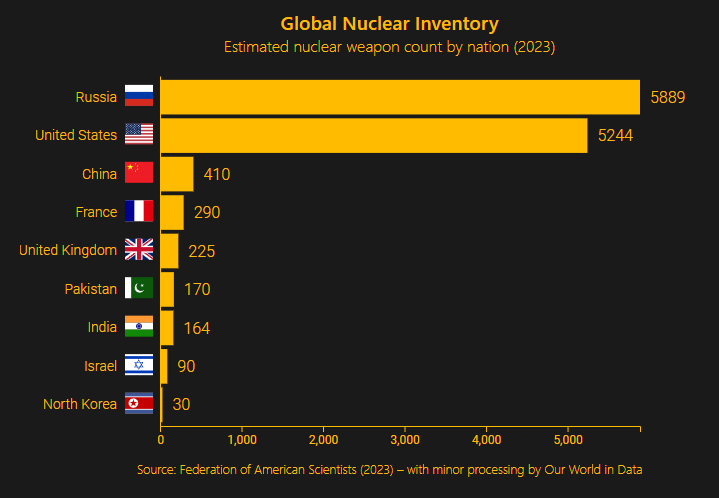 Global Nuclear Inventory
Estimated nuclear weapon count by nation (2023)
Russia 5889
United States 5244
China 410
France 290
United Kingdom 225
Pakistan 170
India 164
Israel 90
North Korea 30
0 1,000 2,000 3,000 4,000 5,000
Source: Federation of American Scientists (2023) – with minor processing by Our World in Data